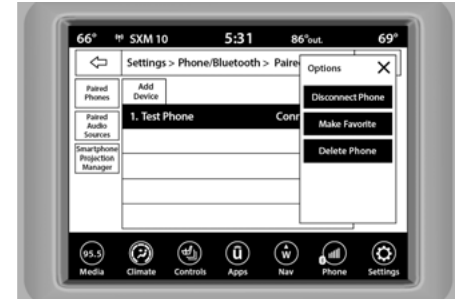 66° SXM 10 5:31 86°out. 69°
Settings > Phone/Bluetooth > Paire
Options X
Paired
Phones
Add
Device
Disconnect Phone
1. Test Phone Conn
Paired
Audio
Sources
Make Favorite
Smartphone
Projection
Manager
Delete Phone
95.5
Media
Climate
Controls
ū
Apps
W
Nav
Phone
Settings